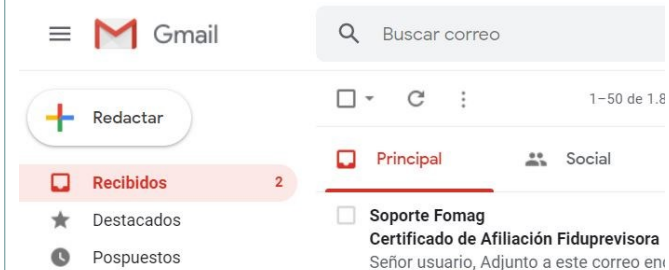 Gmail
Buscar correo
1–50 de 1.8
Redactar
Principal
Social
Recibidos 2
Destacados
Soporte Fomag
Certificado de Afiliación Fiduprevisora
Pospuestos
Señor usuario, Adjunto a este correo